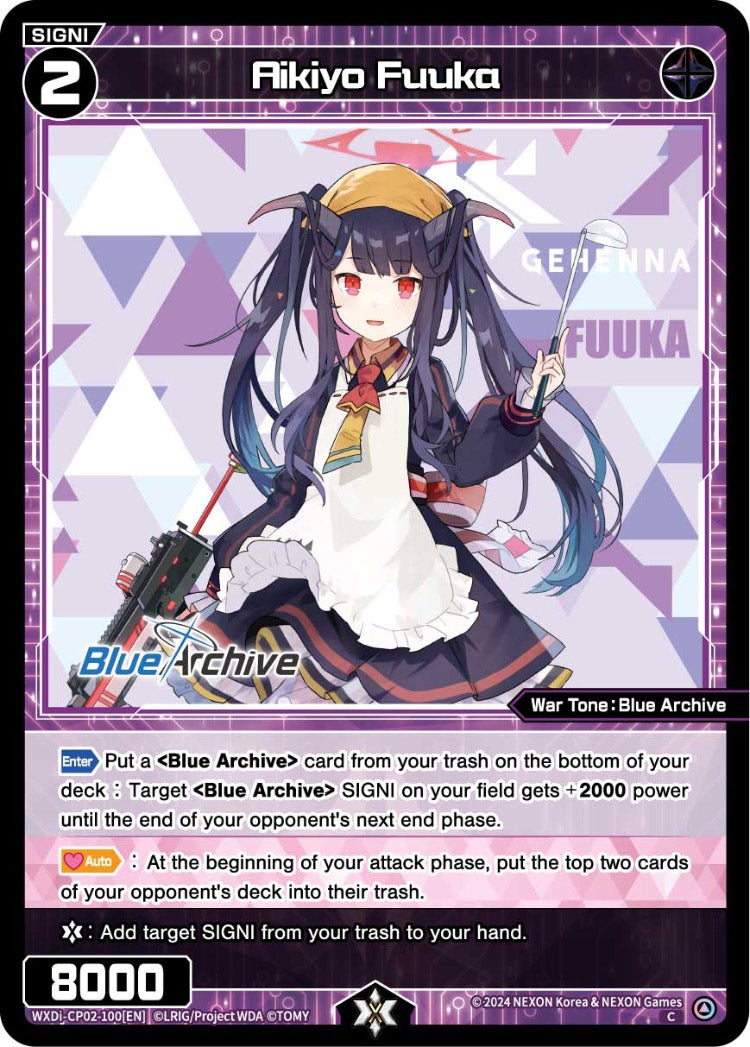 SIGNI
2
Aikiyo Fuuka
GEHENNA
FUUKA
Blue Archive
War Tone：Blue Archive
Enter Put a <Blue Archive> card from your trash on the bottom of your
deck：Target <Blue Archive> SIGNI on your field gets +2000 power
until the end of your opponent's next end phase.
Auto：At the beginning of your attack phase, put the top two cards
of your opponent's deck into their trash.
：Add target SIGNI from your trash to your hand.
8000
WXDi-CP02-100[EN] ©LRIG/Project WDA ©TOMY
©2024 NEXON Korea & NEXON Games
C